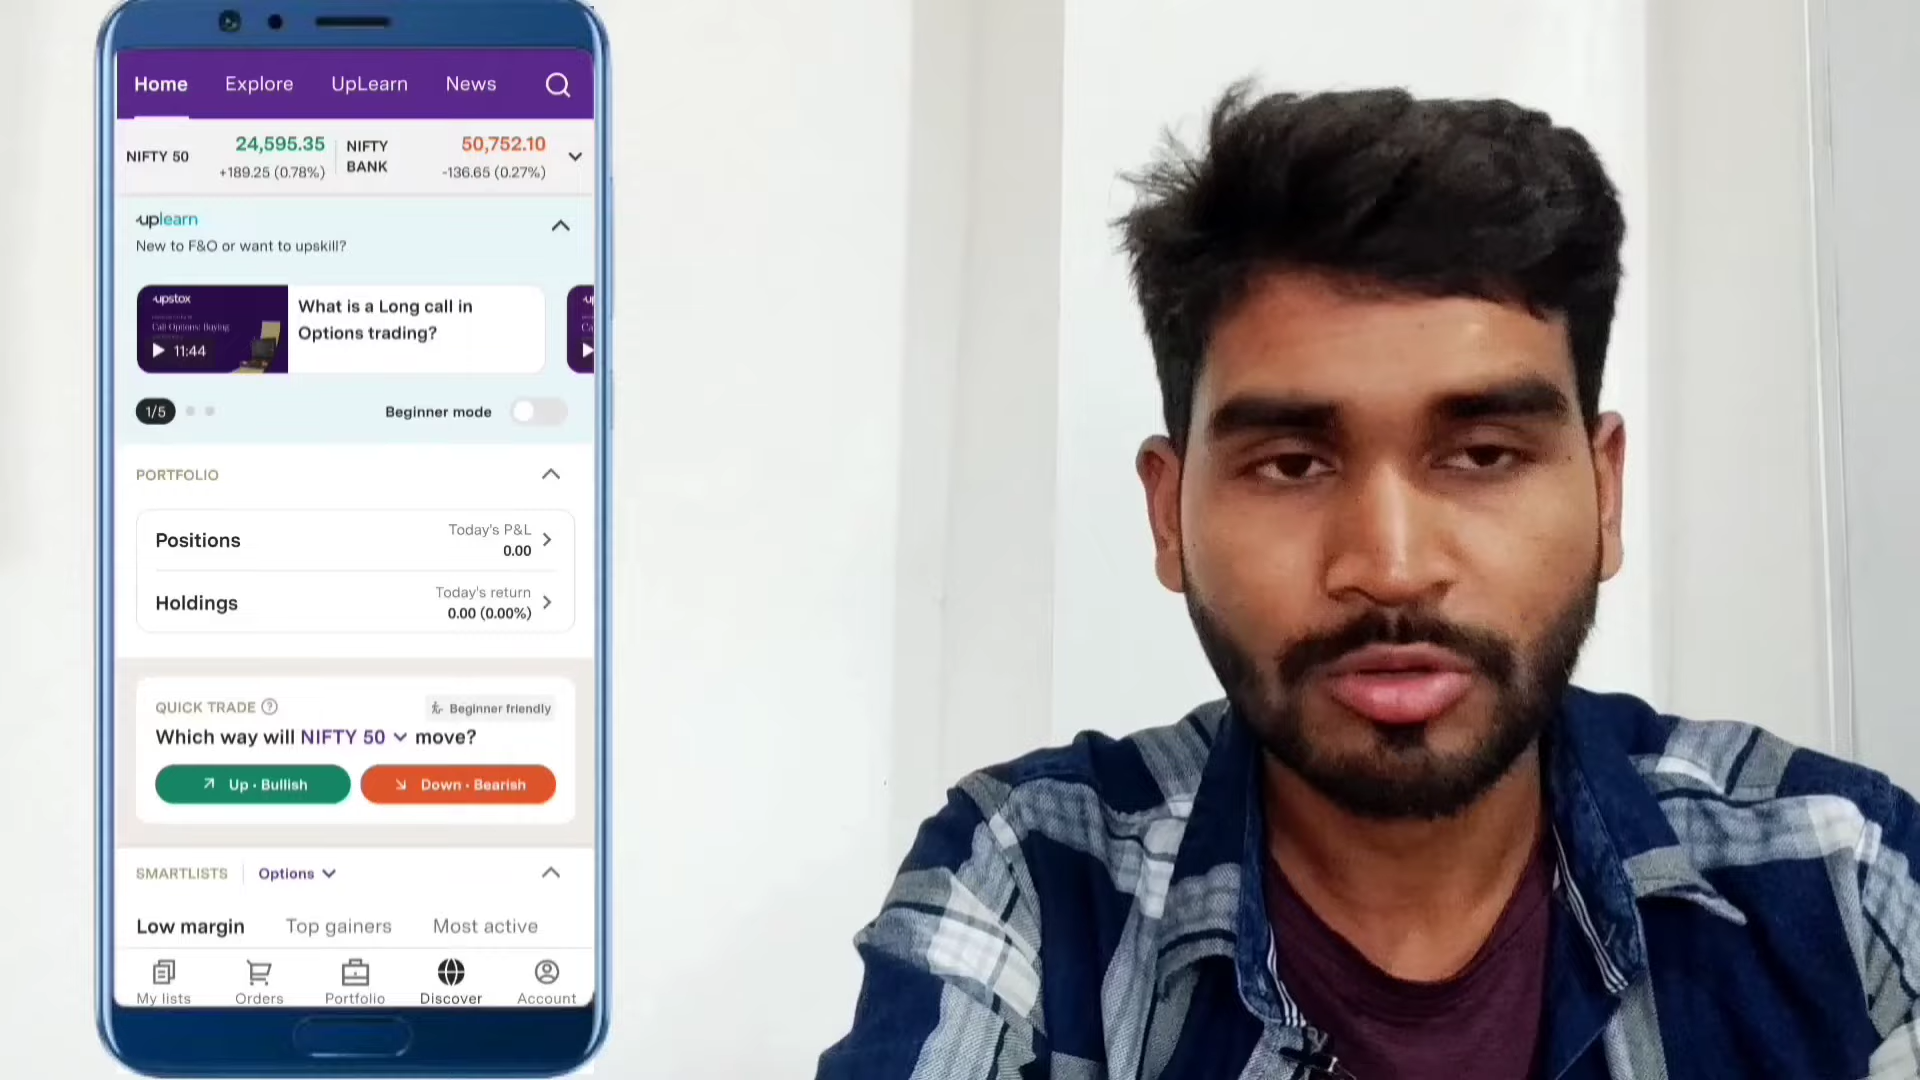 Home Explore UpLearn News
NIFTY 50 24,595.35 +189.25 (0.78%) NIFTY BANK 50,752.10 -136.65 (0.27%)
uplearn
New to F&O or want to upskill?
upstox
Call Options: Buying
11:44
What is a Long call in
Options trading?
1/5 Beginner mode
PORTFOLIO
Positions Today's P&L 0.00
Holdings Today's return 0.00 (0.00%)
QUICK TRADE ? Beginner friendly
Which way will NIFTY 50 move?
Up · Bullish Down · Bearish
SMARTLISTS Options
Low margin Top gainers Most active
My lists Orders Portfolio Discover Account